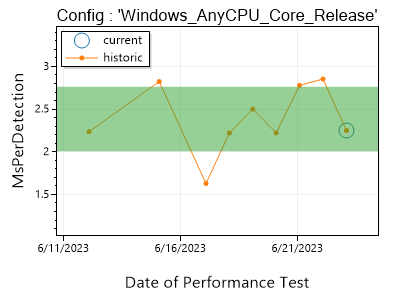 Config : 'Windows_AnyCPU_Core_Release'
current
historic
MsPerDetection
3
2.5
2
1.5
6/11/2023
6/16/2023
6/21/2023
Date of Performance Test